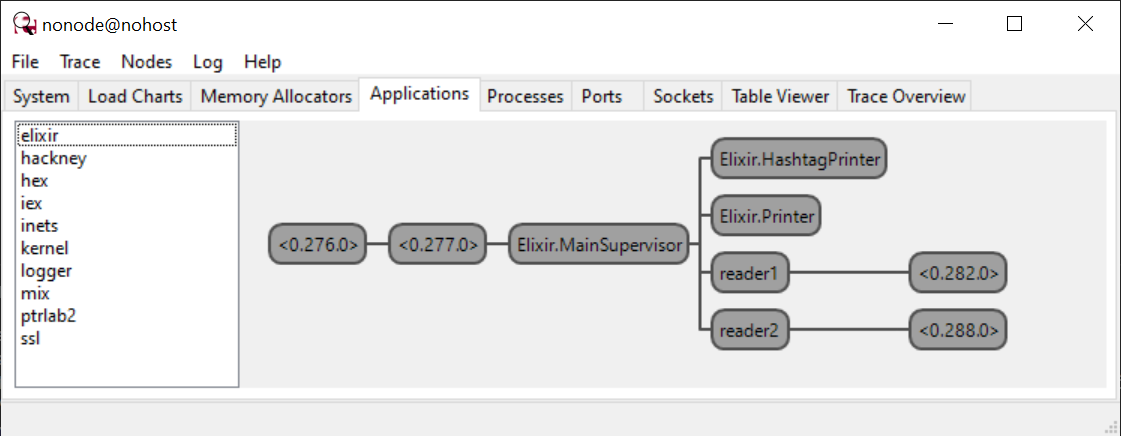 nonode@nohost
File Trace Nodes Log Help
System Load Charts Memory Allocators Applications Processes Ports Sockets Table Viewer Trace Overview
elixir
hackney
hex
iex
inets
kernel
logger
mix
ptrlab2
ssl
Elixir.HashtagPrinter
Elixir.Printer
<0.276.0> <0.277.0> Elixir.MainSupervisor
reader1 <0.282.0>
reader2 <0.288.0>